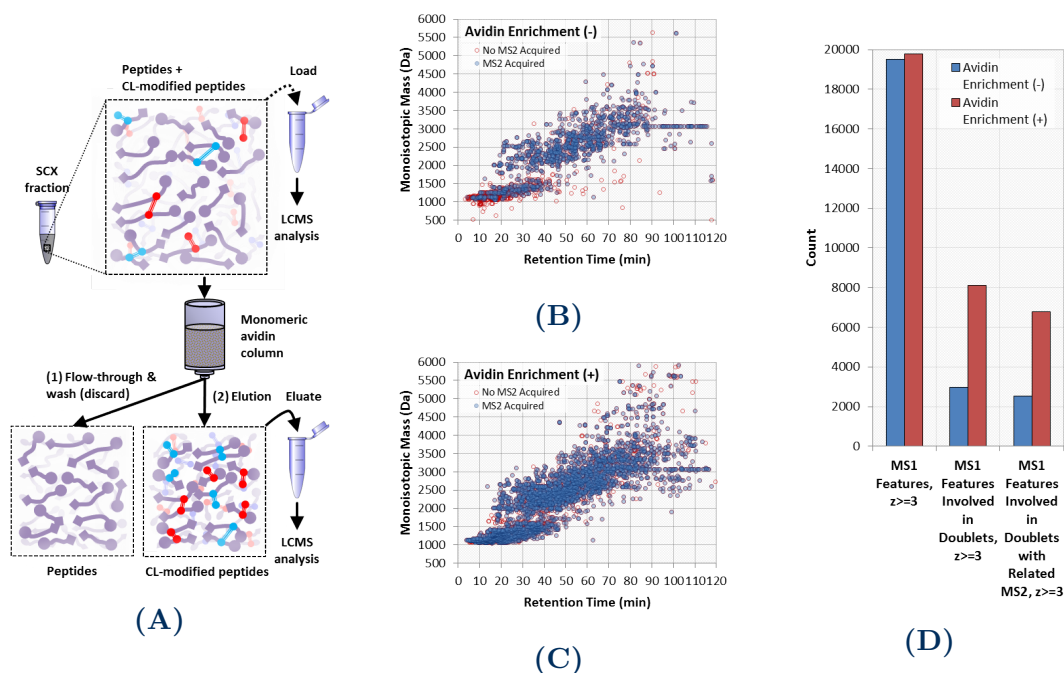 Peptides +
CL-modified peptides
Load
SCX
fraction
LCMS
analysis
Monomeric
avidin
column
(1) Flow-through &
wash (discard)
(2) Elution
Eluate
LCMS
analysis
Peptides
CL-modified peptides
(A)
Avidin Enrichment (-)
No MS2 Acquired
MS2 Acquired
Monoisotopic Mass (Da)
6000
5500
5000
4500
4000
3500
3000
2500
2000
1500
1000
500
0 10 20 30 40 50 60 70 80 90 100 110 120
Retention Time (min)
(B)
Avidin Enrichment (+)
No MS2 Acquired
MS2 Acquired
Monoisotopic Mass (Da)
6000
5500
5000
4500
4000
3500
3000
2500
2000
1500
1000
500
0 10 20 30 40 50 60 70 80 90 100 110 120
Retention Time (min)
(C)
Count
20000
18000
16000
14000
12000
10000
8000
6000
4000
2000
0
Avidin
Enrichment (-)
Avidin
Enrichment (+)
MS1
Features,
z>=3
MS1
Features
Involved
in
Doublets,
z>=3
MS1
Features
Involved
in
Doublets
with
Related
MS2, z>=3
(D)